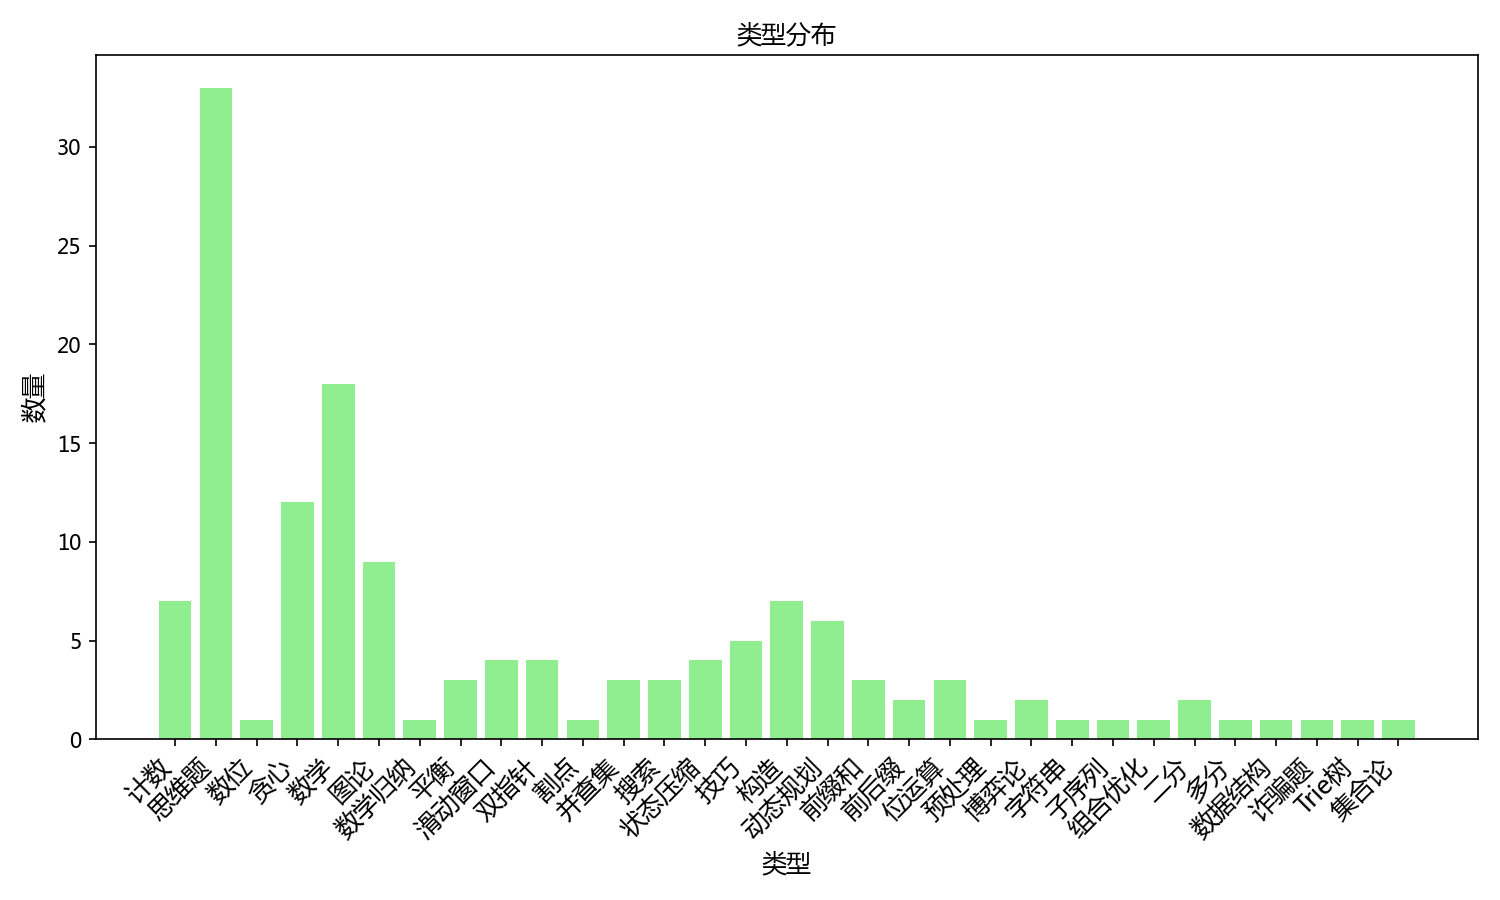 类型分布
数量
30
25
20
15
10
5
0
计数
思维题
数位
贪心
数学
图论
数学归纳
平衡
滑动窗口
双指针
割点
并查集
搜索
状态压缩
技巧
构造
动态规划
前缀和
前后缀
位运算
预处理
博弈论
字符串
子序列
组合优化
二分
多分
数据结构
诈骗题
Trie树
集合论
类型